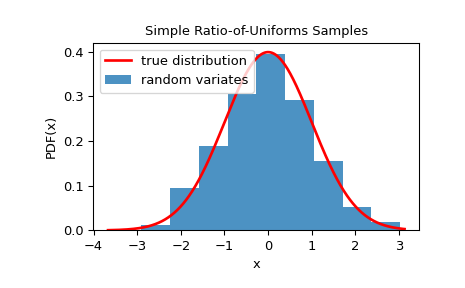 Simple Ratio-of-Uniforms Samples
true distribution
random variates
PDF(x)
0.4
0.3
0.2
0.1
0.0
−4 −3 −2 −1 0 1 2 3
x